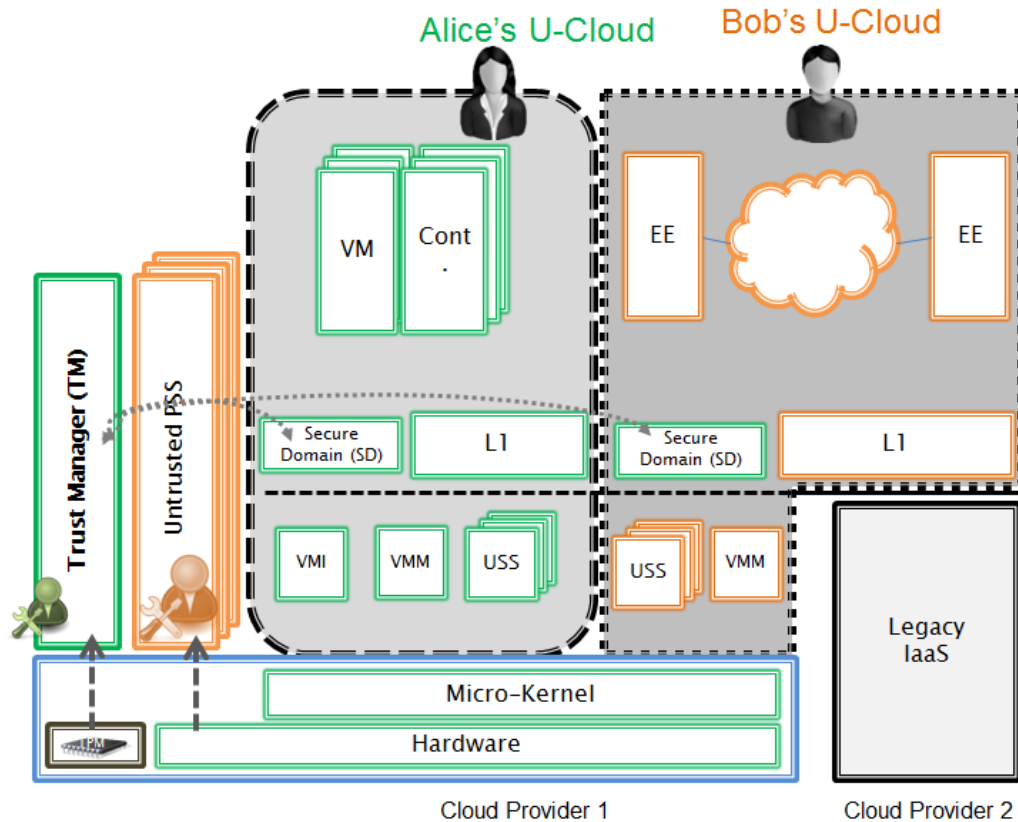 Alice's U-Cloud
Bob's U-Cloud
VM
Cont
.
EE
EE
Trust Manager (TM)
Untrusted PSS
Secure
Domain (SD)
L1
Secure
Domain (SD)
L1
VMI
VMM
USS
USS
VMM
Legacy
IaaS
Micro-Kernel
TPM
Hardware
Cloud Provider 1
Cloud Provider 2